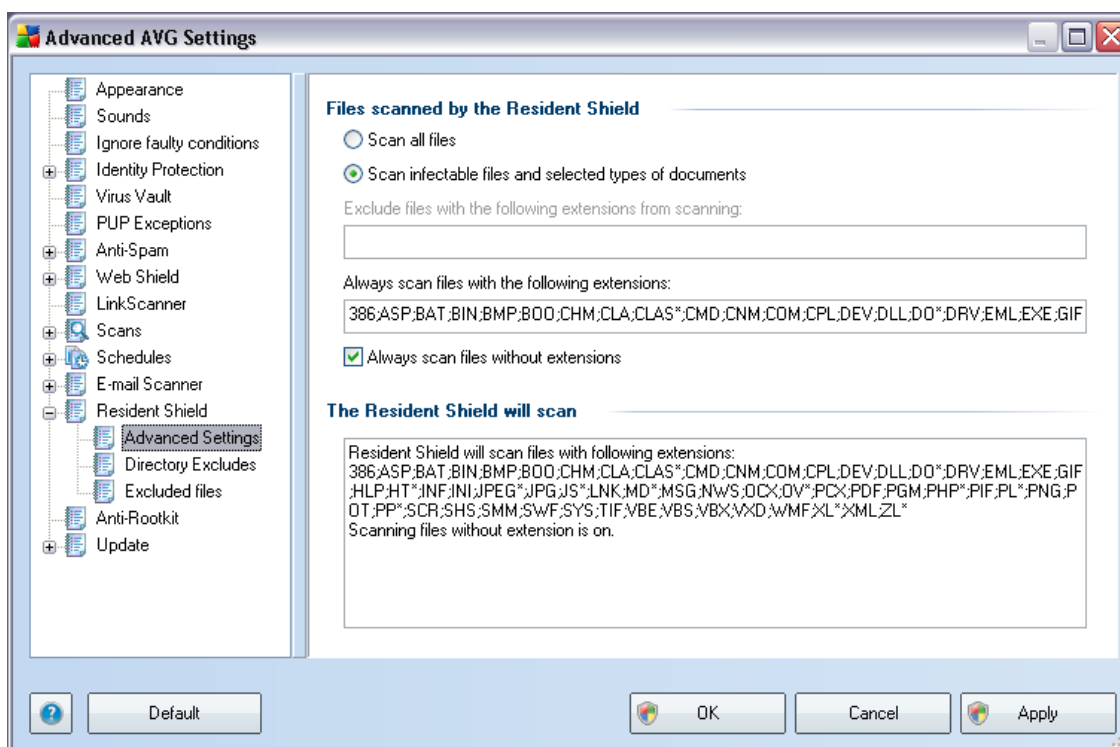 Advanced AVG Settings
Appearance
Sounds
Ignore faulty conditions
Identity Protection
Virus Vault
PUP Exceptions
Anti-Spam
Web Shield
LinkScanner
Scans
Schedules
E-mail Scanner
Resident Shield
Advanced Settings
Directory Excludes
Excluded files
Anti-Rootkit
Update
Files scanned by the Resident Shield
Scan all files
Scan infectable files and selected types of documents
Exclude files with the following extensions from scanning:
Always scan files with the following extensions:
386;ASP;BAT;BIN;BMP;BOO;CHM;CLA;CLAS*;CMD;CNM;COM;CPL;DEV;DLL;DO*;DRV;EML;EXE;GIF
Always scan files without extensions
The Resident Shield will scan
Resident Shield will scan files with following extensions:
386;ASP;BAT;BIN;BMP;BOO;CHM;CLA;CLAS*;CMD;CNM;COM;CPL;DEV;DLL;DO*;DRV;EML;EXE;GIF
;HLP;HT*;INF;INI;JPEG*;JPG;JS*;LNK;MD*;MSG;NWS;OCX;OV*;PCX;PDF;PGM;PHP*;PIF;PL*;PNG;P
OT;PP*;SCR;SHS;SMM;SWF;SYS;TIF;VBE;VBS;VBX;VXD;WMF;XL*;XML;ZL*
Scanning files without extension is on.
Default
OK
Cancel
Apply